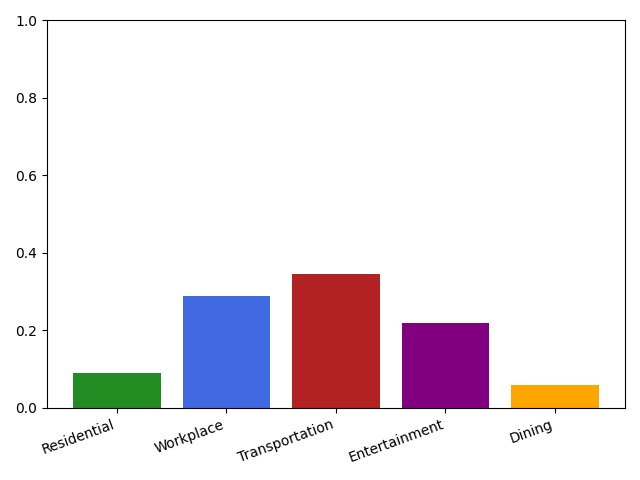 1.0
0.8
0.6
0.4
0.2
0.0
Residential
Workplace
Transportation
Entertainment
Dining